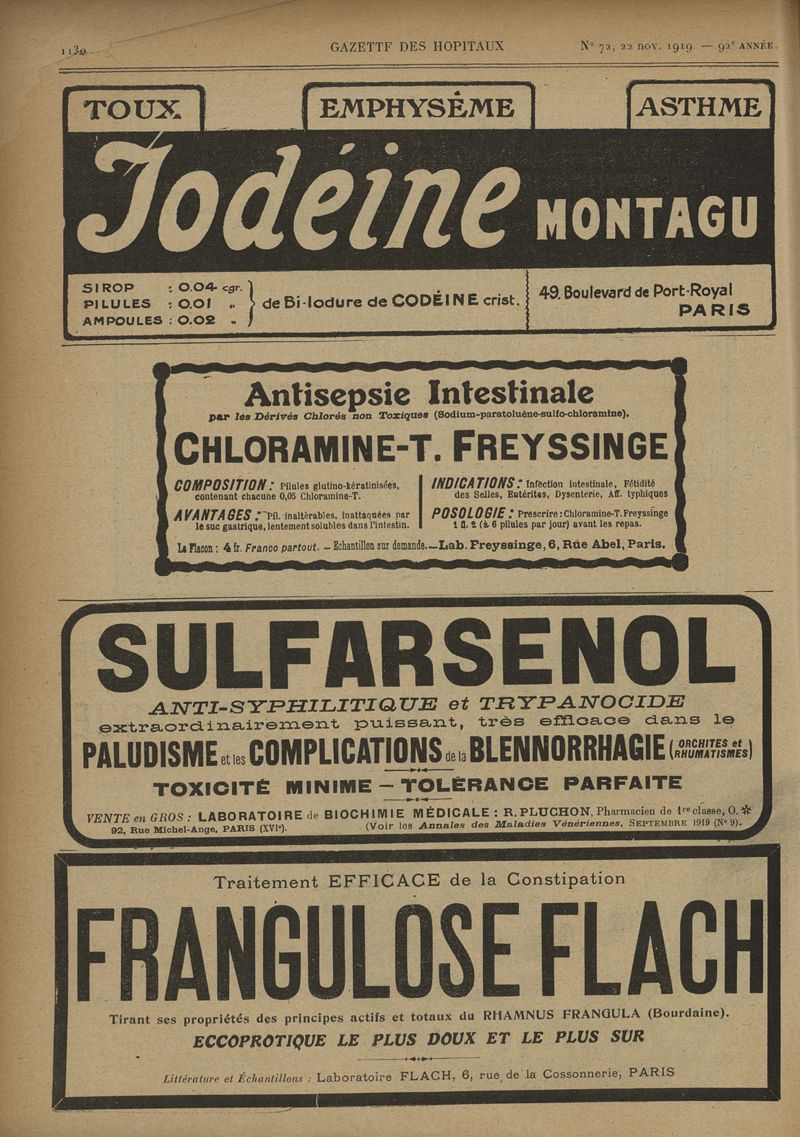 1132
GAZETTE DES HOPITAUX
N° 72, 22 nov. 1919. — 92e ANNÉE.
TOUX
EMPHYSÈME
ASTHME
Iodéine MONTAGU
SIROP : 0.04 cgr.
PILULES : 0.01 „
AMPOULES : 0.02 „
de Bi-Iodure de CODÉINE crist.
49, Boulevard de Port-Royal
PARIS
Antisepsie Intestinale
par les Dérivés Chlorés non Toxiques (Sodium-paratoluène-sulfo-chloramine).
CHLORAMINE-T. FREYSSINGE
COMPOSITION : Pilules glutino-kératinisées,
contenant chacune 0,05 Chloramine-T.
AVANTAGES : Pil. inaltérables, inattaquées par
le suc gastrique, lentement solubles dans l'intestin.
INDICATIONS : Infection intestinale, Fétidité
des Selles, Entérites, Dysenterie, Aff. typhiques
POSOLOGIE : Prescrire : Chloramine-T. Freyssinge
1 fl. 2 (à 6 pilules par jour) avant les repas.
Le Flacon : 4 fr. Franco partout. — Echantillon sur demande. — Lab. Freyssinge, 6, Rue Abel, Paris.
SULFARSENOL
ANTI-SYPHILITIQUE et TRYPANOCIDE
extraordinairement puissant, très efficace dans le
PALUDISME et les COMPLICATIONS de la BLENNORRHAGIE (ORCHITES et RHUMATISMES)
TOXICITÉ MINIME — TOLÉRANCE PARFAITE
VENTE en GROS : LABORATOIRE de BIOCHIMIE MÉDICALE : R. PLUCHON, Pharmacien de 1re classe, O. ✻
92, Rue Michel-Ange, PARIS (XVIe). (Voir les Annales des Maladies Vénériennes, SEPTEMBRE 1919 (N° 9).
Traitement EFFICACE de la Constipation
FRANGULOSE FLACH
Tirant ses propriétés des principes actifs et totaux du RHAMNUS FRANGULA (Bourdaine).
ECCOPROTIQUE LE PLUS DOUX ET LE PLUS SUR
Littérature et Échantillons : Laboratoire FLACH, 6, rue de la Cossonnerie, PARIS